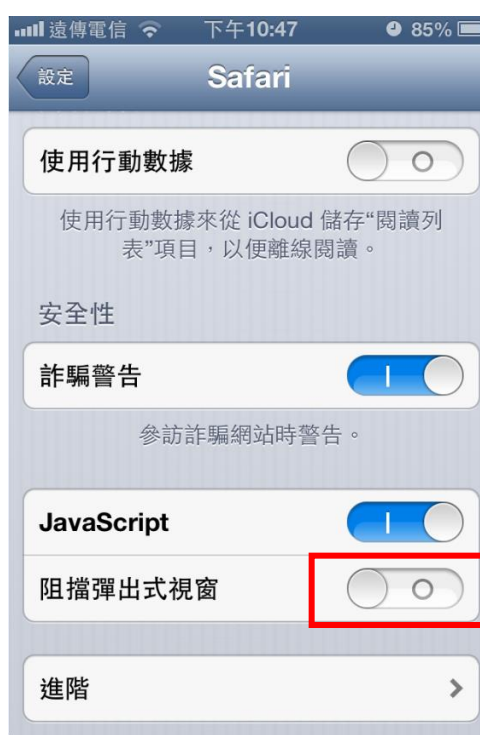 遠傳電信 下午10:47 85%
設定 Safari
使用行動數據
使用行動數據來從 iCloud 儲存“閱讀列
表”項目，以便離線閱讀。
安全性
詐騙警告
參訪詐騙網站時警告。
JavaScript
阻擋彈出式視窗
進階